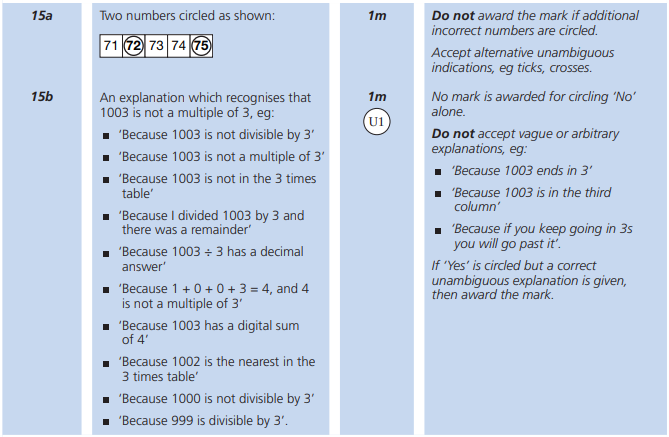 15a
Two numbers circled as shown:
71 72 73 74 75
1m
Do not award the mark if additional
incorrect numbers are circled.
Accept alternative unambiguous
indications, eg ticks, crosses.
15b
An explanation which recognises that
1003 is not a multiple of 3, eg:
■ ‘Because 1003 is not divisible by 3’
■ ‘Because 1003 is not a multiple of 3’
■ ‘Because 1003 is not in the 3 times
table’
■ ‘Because I divided 1003 by 3 and
there was a remainder’
■ ‘Because 1003 ÷ 3 has a decimal
answer’
■ ‘Because 1 + 0 + 0 + 3 = 4, and 4
is not a multiple of 3’
■ ‘Because 1003 has a digital sum
of 4’
■ ‘Because 1002 is the nearest in the
3 times table’
■ ‘Because 1000 is not divisible by 3’
■ ‘Because 999 is divisible by 3’.
1m
U1
No mark is awarded for circling ‘No’
alone.
Do not accept vague or arbitrary
explanations, eg:
■ ‘Because 1003 ends in 3’
■ ‘Because 1003 is in the third
column’
■ ‘Because if you keep going in 3s
you will go past it’.
If ‘Yes’ is circled but a correct
unambiguous explanation is given,
then award the mark.